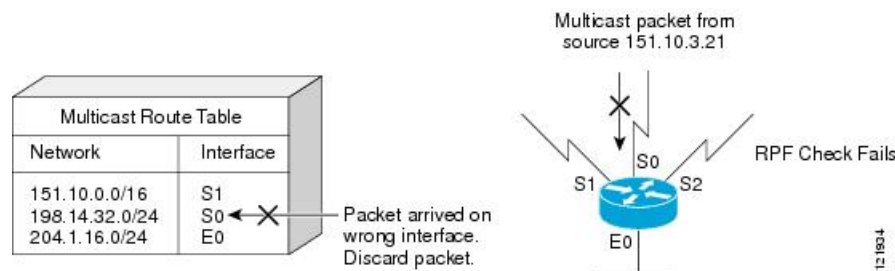 Multicast packet from
source 151.10.3.21
Multicast Route Table
Network Interface
151.10.0.0/16 S1
198.14.32.0/24 S0
204.1.16.0/24 E0
Packet arrived on
wrong interface.
Discard packet.
RPF Check Fails
S0
S1 S2
E0
121934